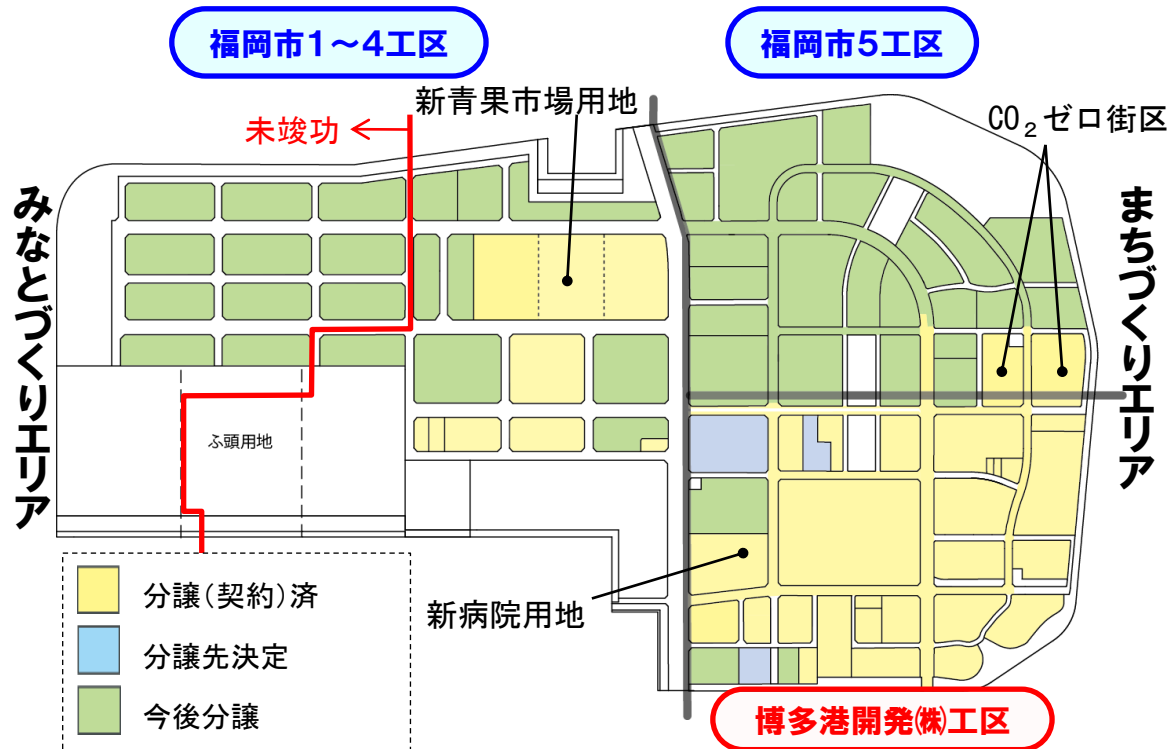 福岡市1～4工区
福岡市5工区
新青果市場用地
未竣功
CO₂ゼロ街区
みなとづくりエリア
まちづくりエリア
ふ頭用地
新病院用地
分譲(契約)済
分譲先決定
今後分譲
博多港開発㈱工区